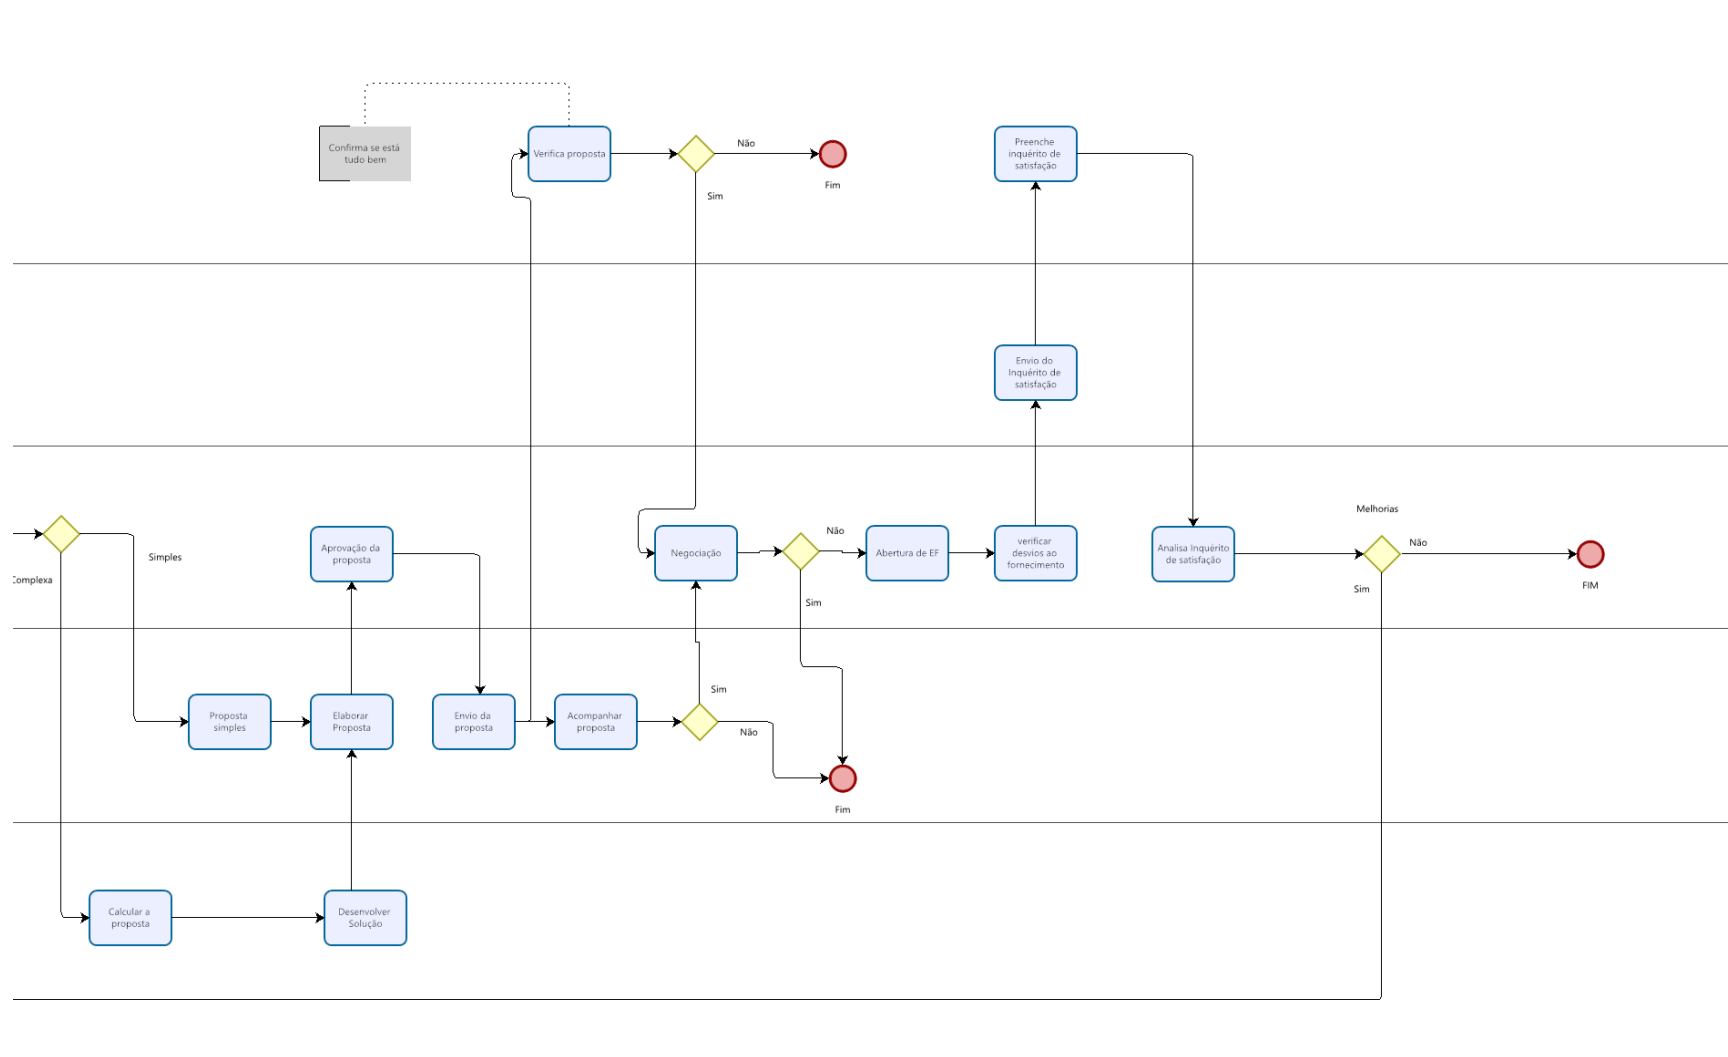 Confirma se está
tudo bem
Verifica proposta
Não
Sim
Fim
Preenche
inquérito de
satisfação
Envio do
Inquérito de
satisfação
Complexa
Simples
Aprovação da
proposta
Negociação
Não
Sim
Abertura de EF
verificar
desvios ao
fornecimento
Analisa Inquérito
de satisfação
Melhorias
Não
Sim
FIM
Proposta
simples
Elaborar
Proposta
Envio da
proposta
Acompanhar
proposta
Sim
Não
Fim
Calcular a
proposta
Desenvolver
Solução